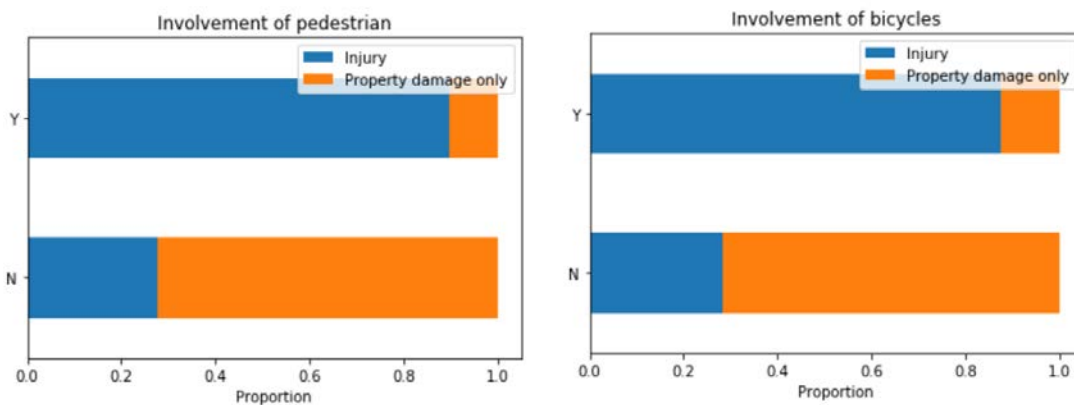 Involvement of pedestrian
Injury
Property damage only
Y
N
0.0 0.2 0.4 0.6 0.8 1.0
Proportion
Involvement of bicycles
Injury
Property damage only
Y
N
0.0 0.2 0.4 0.6 0.8 1.0
Proportion